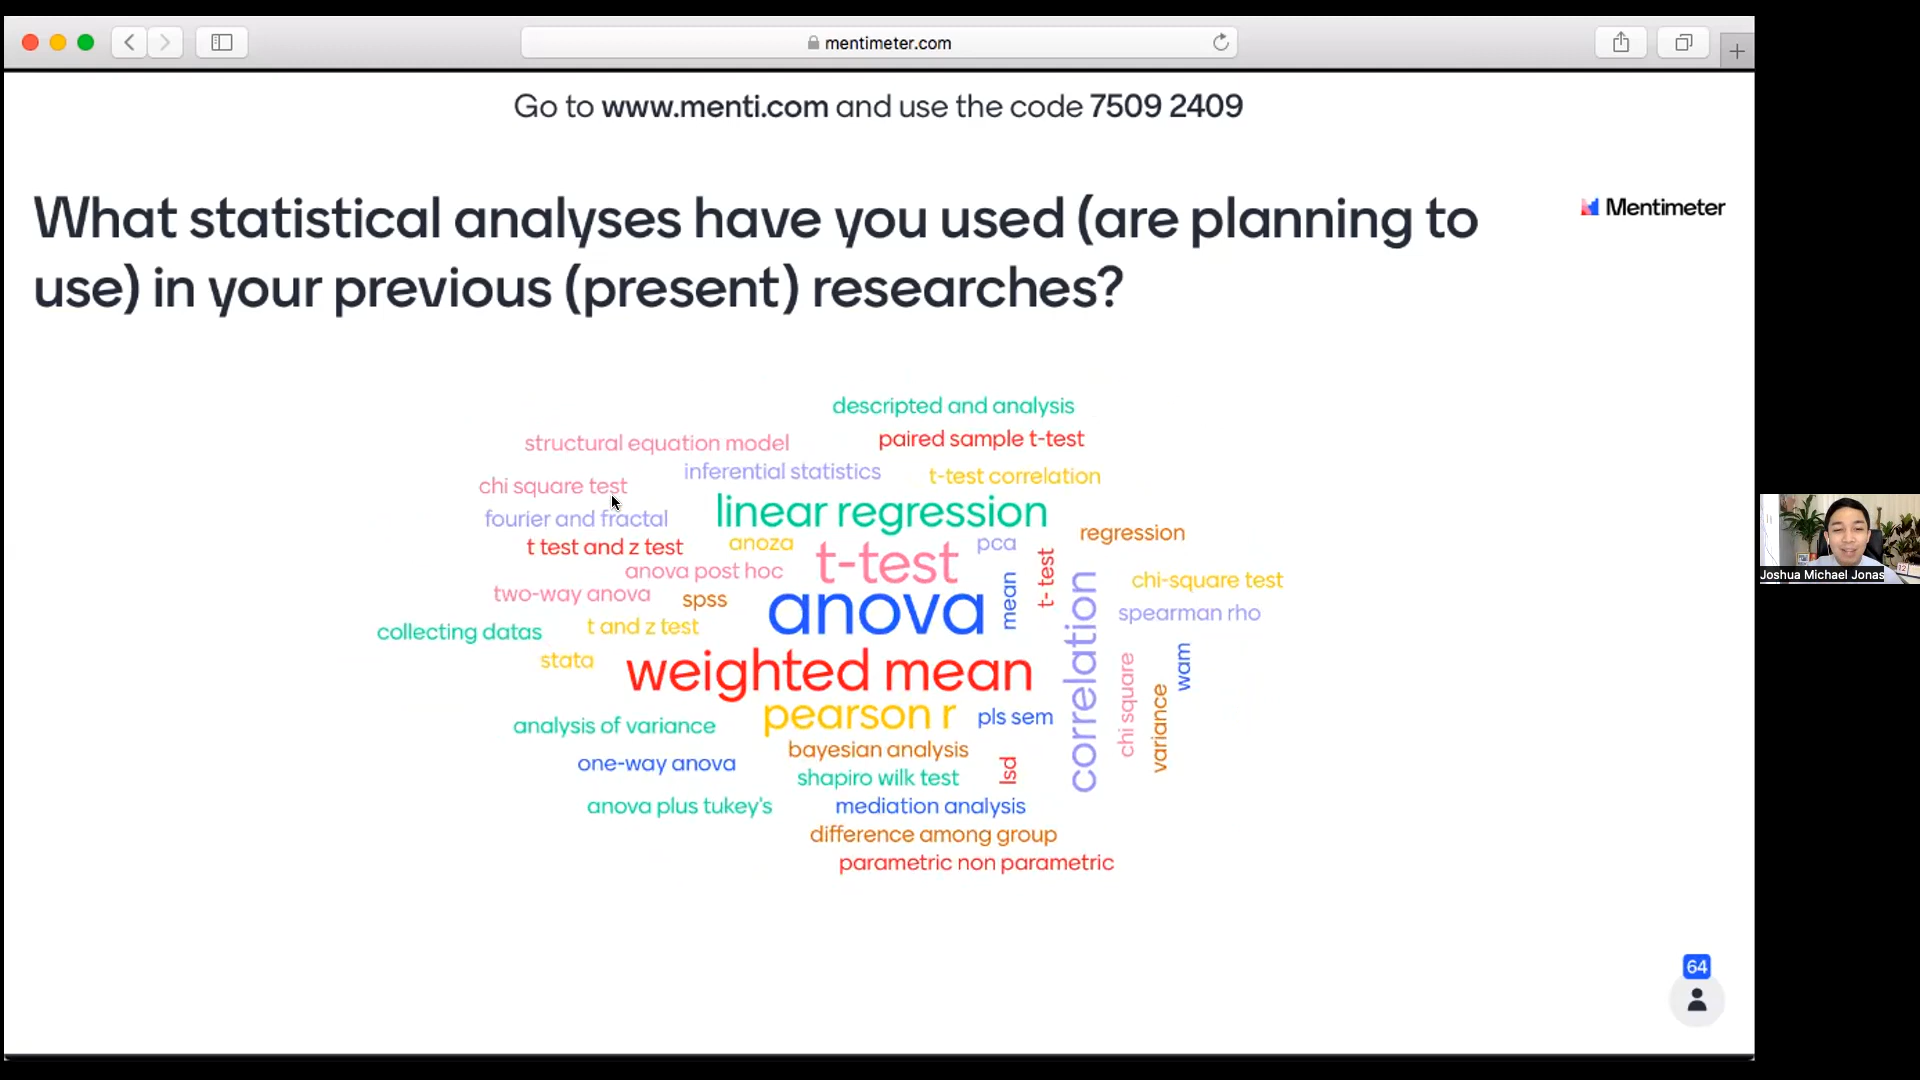 mentimeter.com
Go to www.menti.com and use the code 7509 2409
What statistical analyses have you used (are planning to
use) in your previous (present) researches?
Mentimeter
descripted and analysis
structural equation model
paired sample t-test
inferential statistics
t-test correlation
chi square test
linear regression
fourier and fractal
regression
t test and z test
anoza
t-test
pca
t- test
anova post hoc
chi-square test
two-way anova
spss
anova
mean
correlation
spearman rho
collecting datas
t and z test
stata
weighted mean
chi square
variance
wam
analysis of variance
pearson r
pls sem
bayesian analysis
one-way anova
shapiro wilk test
lsd
anova plus tukey's
mediation analysis
difference among group
parametric non parametric
64
Joshua Michael Jonas